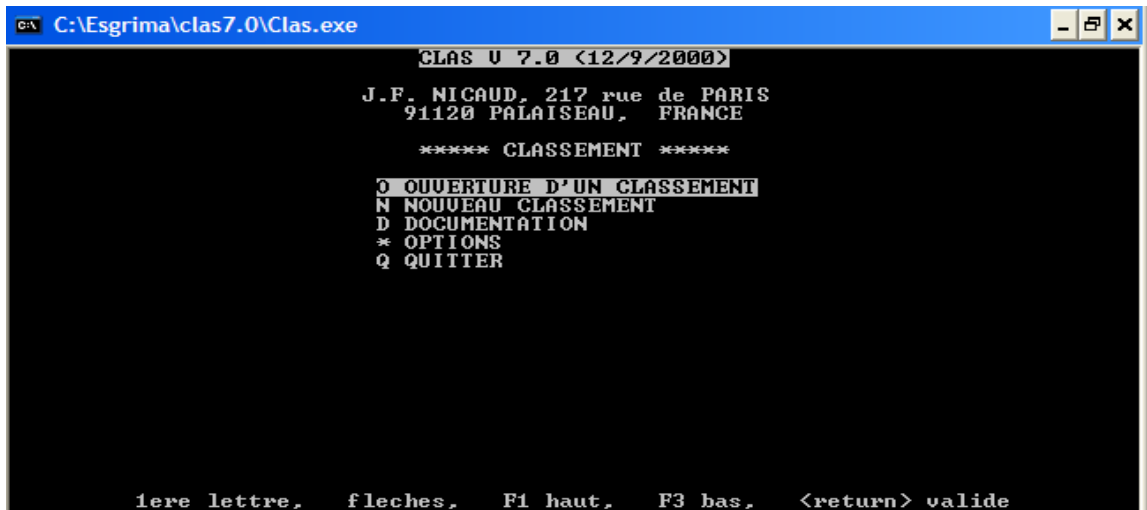 C:\Esgrima\clas7.0\Clas.exe
CLAS V 7.0 (12/9/2000)
J.F. NICAUD, 217 rue de PARIS
91120 PALAISEAU, FRANCE
***** CLASSEMENT *****
O OUVERTURE D'UN CLASSEMENT
N NOUVEAU CLASSEMENT
D DOCUMENTATION
* OPTIONS
Q QUITTER
1ere lettre, fleches, F1 haut, F3 bas, <return> valide